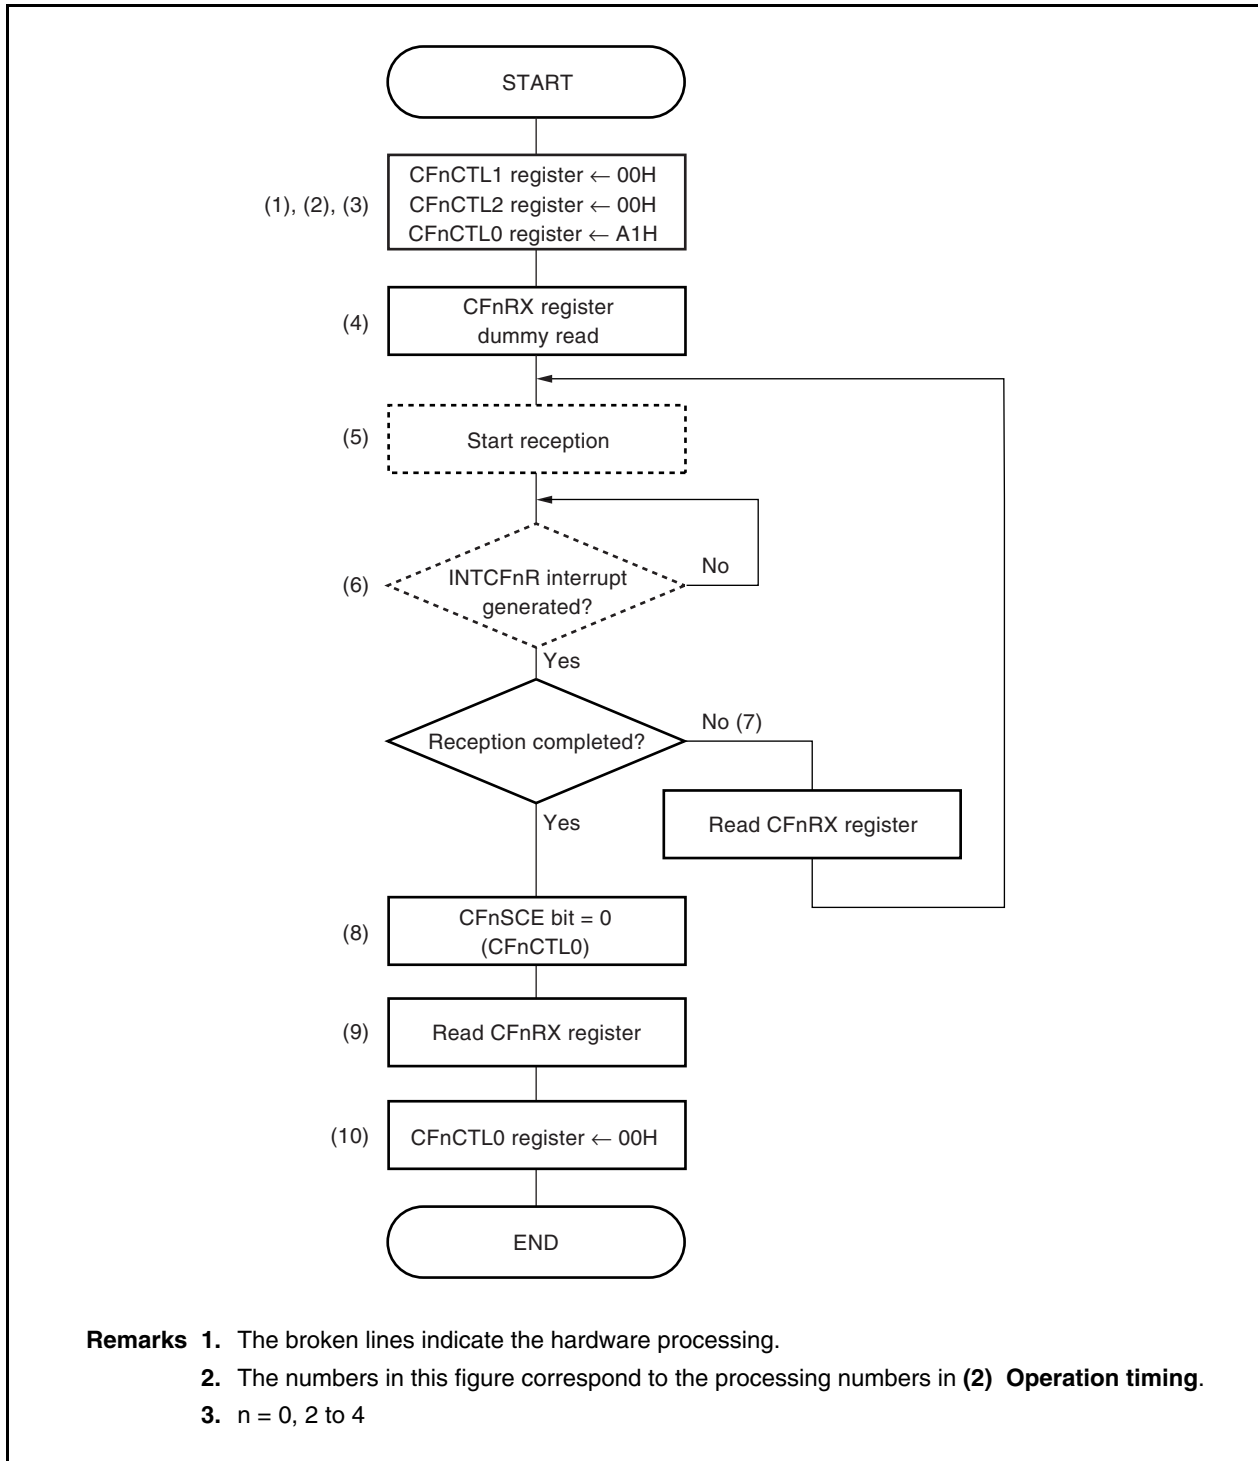 START
(1), (2), (3)
CFnCTL1 register ← 00H
CFnCTL2 register ← 00H
CFnCTL0 register ← A1H
(4)
CFnRX register
dummy read
(5)
Start reception
(6)
INTCFnR interrupt
generated?
No
Yes
Reception completed?
No (7)
Read CFnRX register
Yes
(8)
CFnSCE bit = 0
(CFnCTL0)
(9)
Read CFnRX register
(10)
CFnCTL0 register ← 00H
END
Remarks 1. The broken lines indicate the hardware processing.
2. The numbers in this figure correspond to the processing numbers in (2) Operation timing.
3. n = 0, 2 to 4